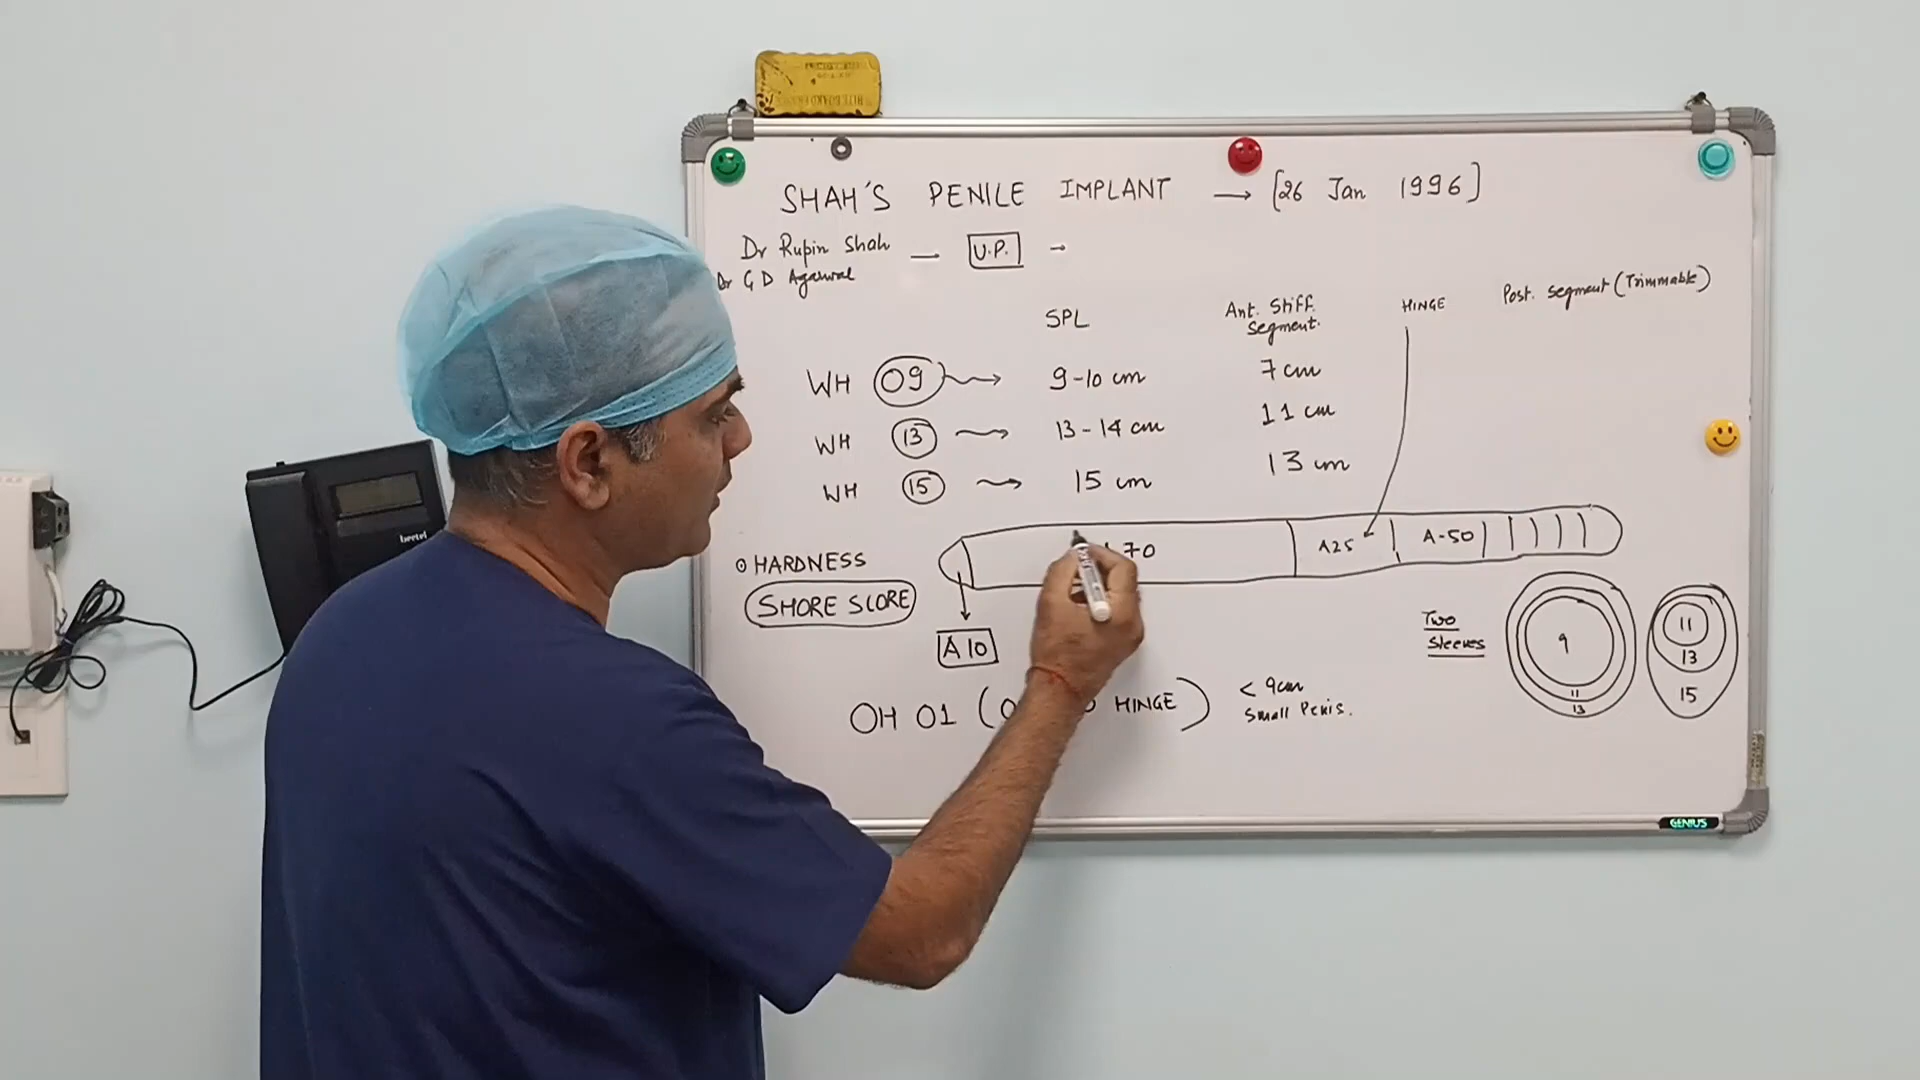 SHAH'S PENILE IMPLANT → [26 Jan 1996]
Dr Rupin Shah — U.P. →
Dr G D Agarwal
SPL
Ant. Stiff Segment.
HINGE
Post. Segment (Trimmable)
WH 09 → 9-10 cm 7 cm
WH 13 → 13-14 cm 11 cm
WH 15 → 15 cm 13 cm
HARDNESS
SHORE SCORE
70
A25
A-50
A 10
Two
Sleeves
9
11
13
11
13
15
OH 01 ( HINGE)
< 9cm
Small Penis.
beetel
GENIUS